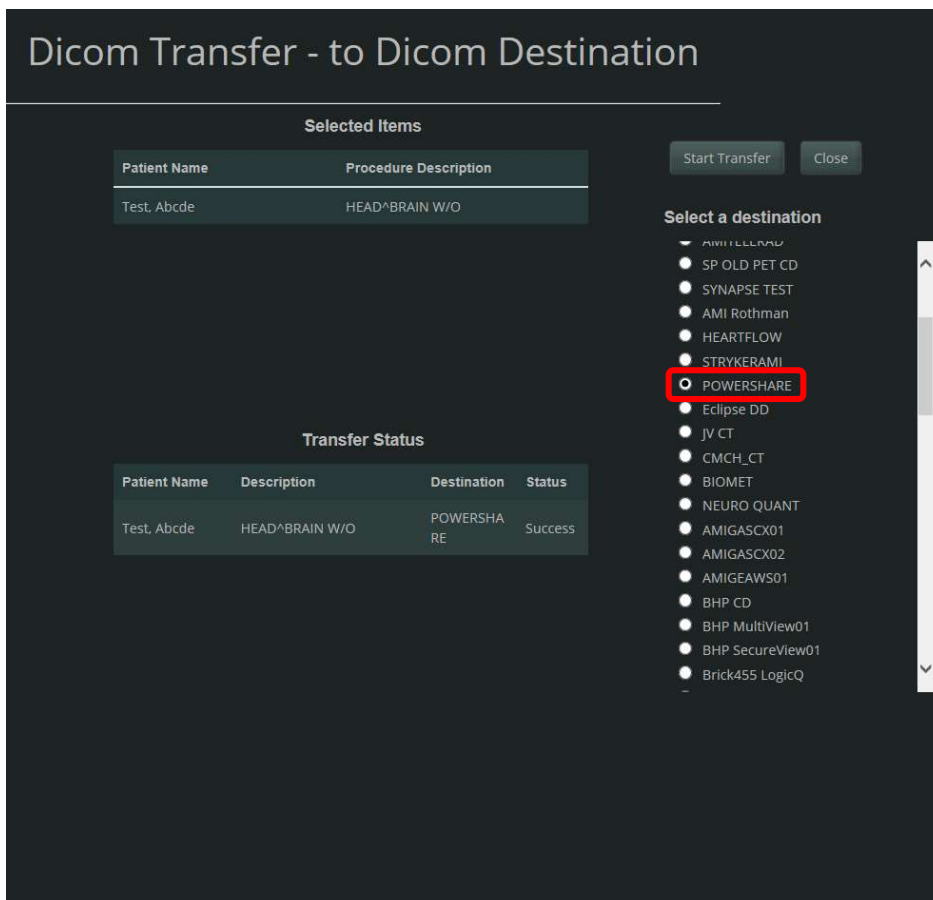 Dicom Transfer - to Dicom Destination
Selected Items
Patient Name Procedure Description
Test, Abcde HEAD^BRAIN W/O
Start Transfer Close
Select a destination
AMITELERAD
SP OLD PET CD
SYNAPSE TEST
AMI Rothman
HEARTFLOW
STRYKERAMI
POWERSHARE
Eclipse DD
JV CT
CMCH_CT
BIOMET
NEURO QUANT
AMIGASCX01
AMIGASCX02
AMIGEAWS01
BHP CD
BHP MultiView01
BHP SecureView01
Brick455 LogicQ
Transfer Status
Patient Name Description Destination Status
Test, Abcde HEAD^BRAIN W/O POWERSHA
RE Success